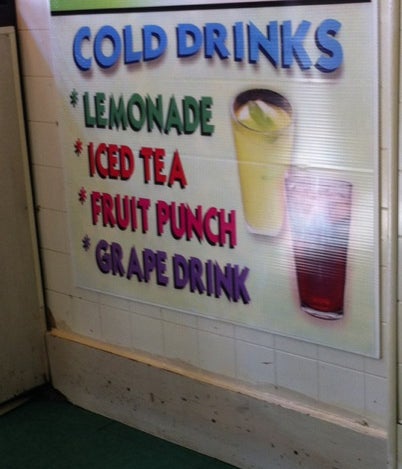 COLD DRINKS
* LEMONADE
* ICED TEA
* FRUIT PUNCH
* GRAPE DRINK